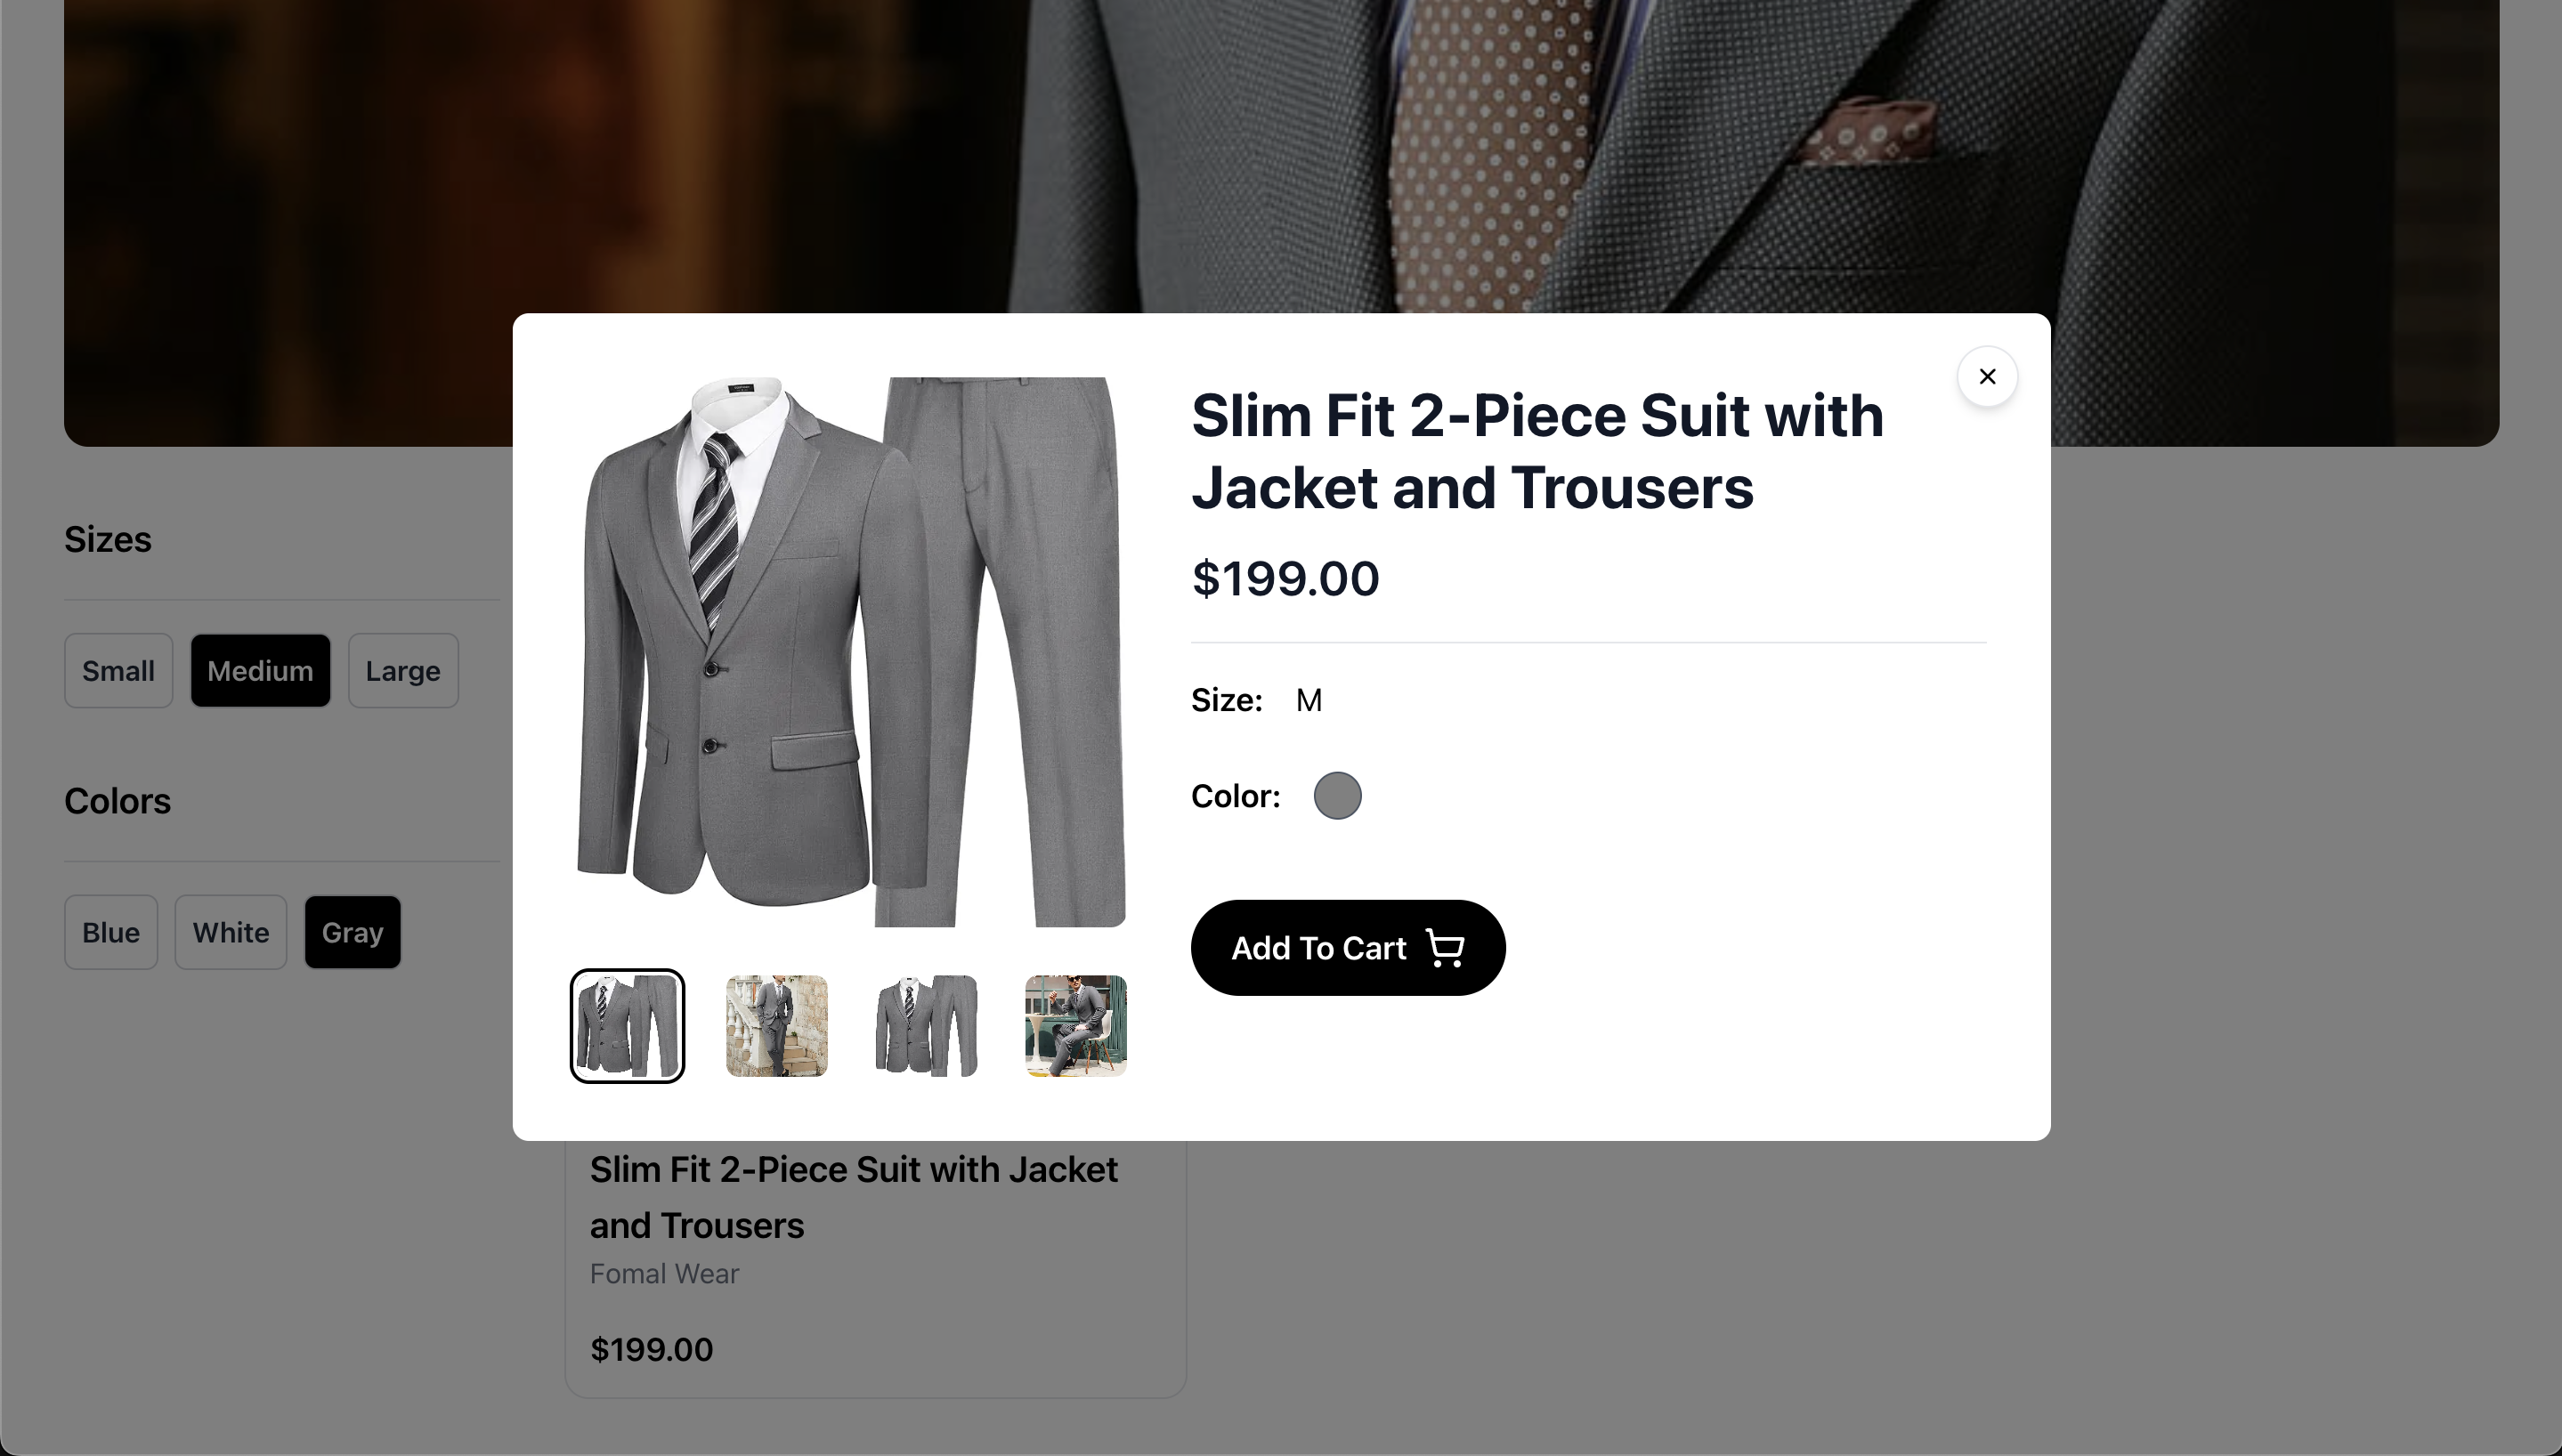 Slim Fit 2-Piece Suit with
Jacket and Trousers
$199.00
Size: M
Color:
Add To Cart
Sizes
Small Medium Large
Colors
Blue White Gray
Slim Fit 2-Piece Suit with Jacket
and Trousers
Fomal Wear
$199.00